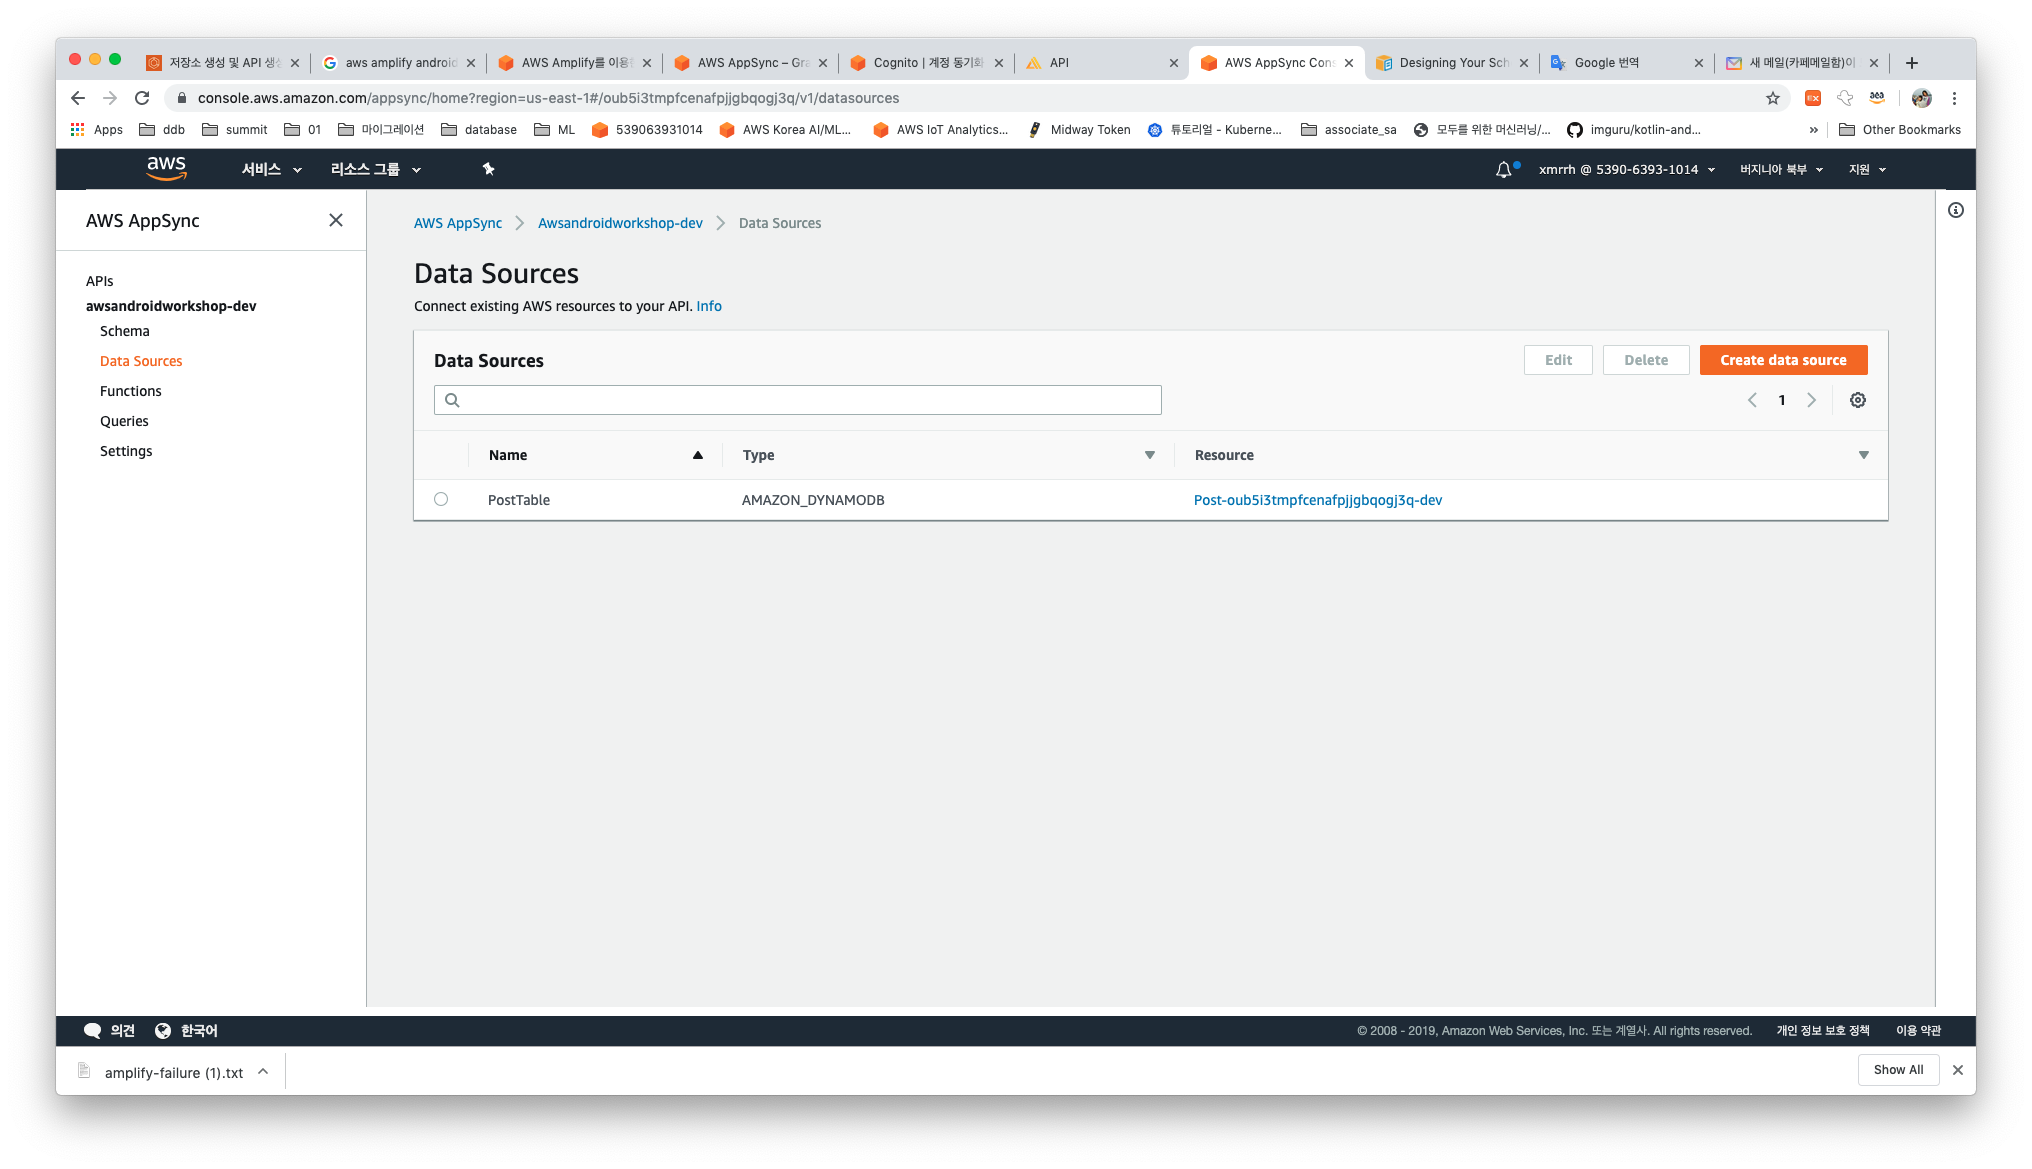 저장소 생성 및 API 생성
aws amplify android
AWS Amplify를 이용한
AWS AppSync – Gra
Cognito | 계정 동기화
API
AWS AppSync Cons
Designing Your Sch
Google 번역
새 메일(카페메일함)이
console.aws.amazon.com/appsync/home?region=us-east-1#/oub5i3tmpfcenafpjjgbqogj3q/v1/datasources
Apps
ddb
summit
01
마이그레이션
database
ML
539063931014
AWS Korea AI/ML...
AWS IoT Analytics...
Midway Token
튜토리얼 - Kuberne...
associate_sa
모두를 위한 머신러닝/...
imguru/kotlin-and...
»
Other Bookmarks
aws
서비스
리소스 그룹
xmrrh @ 5390-6393-1014
버지니아 북부
지원
AWS AppSync
APIs
awsandroidworkshop-dev
Schema
Data Sources
Functions
Queries
Settings
AWS AppSync
Awsandroidworkshop-dev
Data Sources
Data Sources
Connect existing AWS resources to your API. Info
Data Sources
Edit
Delete
Create data source
1
Name
Type
Resource
PostTable
AMAZON_DYNAMODB
Post-oub5i3tmpfcenafpjjgbqogj3q-dev
의견
한국어
© 2008 - 2019, Amazon Web Services, Inc. 또는 계열사. All rights reserved.
개인 정보 보호 정책
이용 약관
amplify-failure (1).txt
Show All